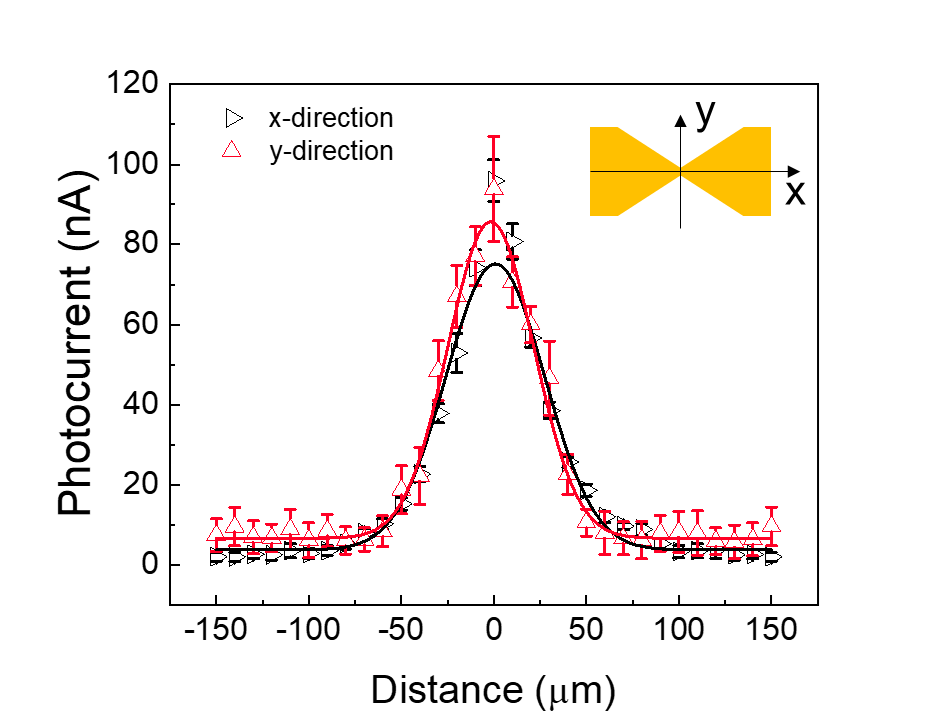 120
100
80
60
40
20
0
Photocurrent (nA)
x-direction
y-direction
y
x
-150 -100 -50 0 50 100 150
Distance (μm)